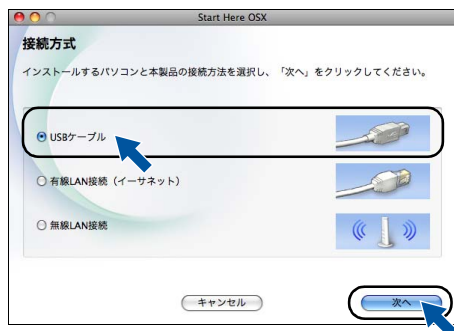 Start Here OSX
接続方式
インストールするパソコンと本製品の接続方法を選択し、「次へ」をクリックしてください。
USBケーブル
有線LAN接続（イーサネット）
無線LAN接続
キャンセル
次へ